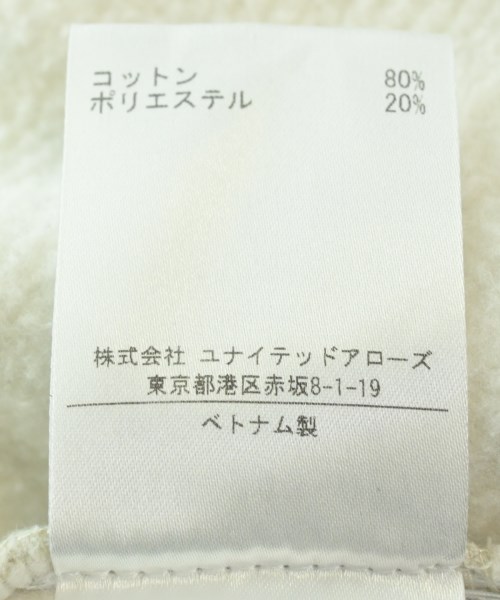 コットン 80%
ポリエステル 20%
株式会社 ユナイテッドアローズ
東京都港区赤坂8-1-19
ベトナム製